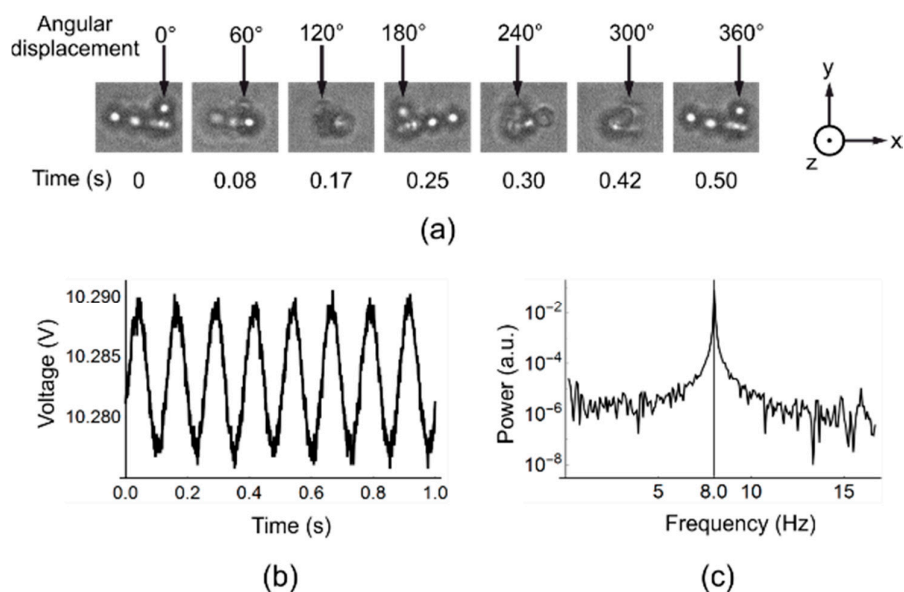 Angular
displacement
0° 60° 120° 180° 240° 300° 360°
Time (s) 0 0.08 0.17 0.25 0.30 0.42 0.50
y
x
z
(a)
Voltage (V)
10.290
10.285
10.280
0.0 0.2 0.4 0.6 0.8 1.0
Time (s)
(b)
Power (a.u.)
10⁻²
10⁻⁴
10⁻⁶
10⁻⁸
5 8.0 10 15
Frequency (Hz)
(c)